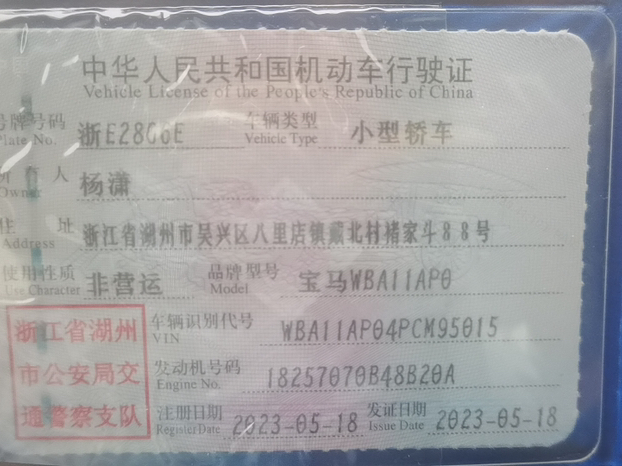 中华人民共和国机动车行驶证
Vehicle License of the People's Republic of China
号牌号码 浙E28G6E 车辆类型 小型轿车
Plate No. Vehicle Type
所有人 杨潇
Owner
住址 浙江省湖州市吴兴区八里店镇戴北村褚家斗88号
Address
使用性质 非营运 品牌型号 宝马WBA11AP0
Use Character Model
浙江省湖州
市公安局交
通警察支队
车辆识别代号 WBA11AP04PCM95015
VIN
发动机号码 18257070B48B20A
Engine No.
注册日期 2023-05-18 发证日期 2023-05-18
Register Date Issue Date